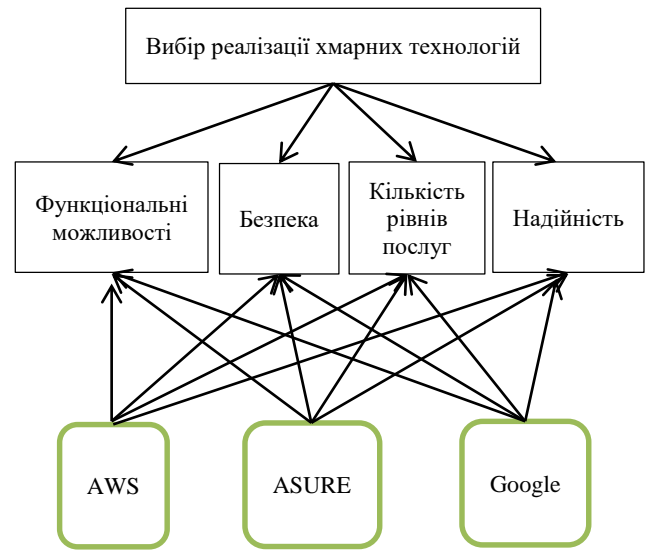 Вибір реалізації хмарних технологій
Функціональні
можливості
Безпека
Кількість
рівнів
послуг
Надійність
AWS
ASURE
Google